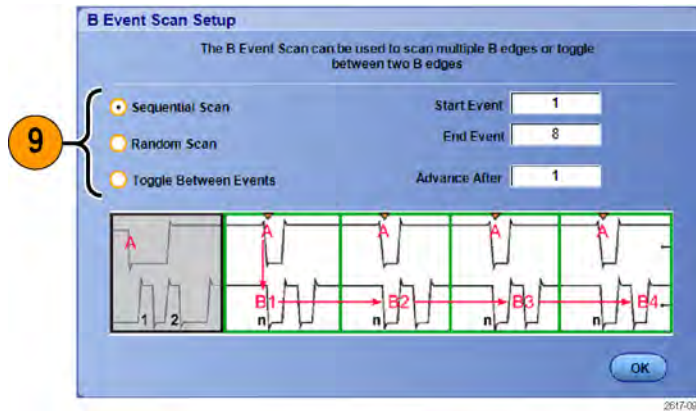 B Event Scan Setup
The B Event Scan can be used to scan multiple B edges or toggle
between two B edges
9
Sequential Scan
Start Event 1
Random Scan
End Event 8
Toggle Between Events
Advance After 1
A A A A A
B1 B2 B3 B4
1 2 n n n n
OK